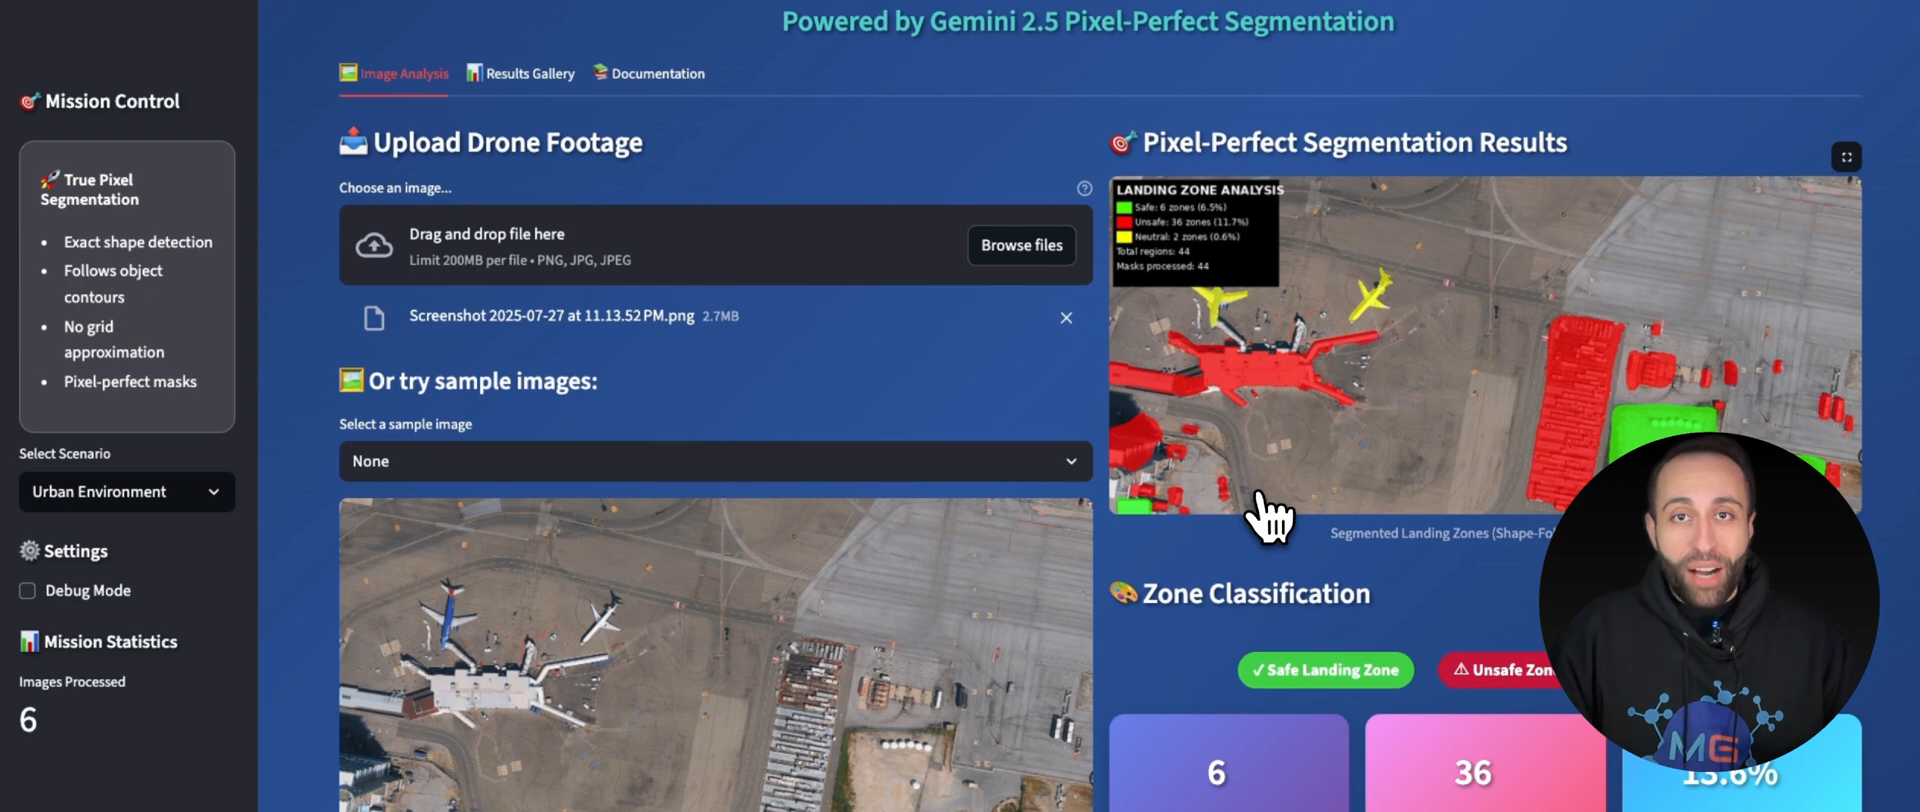 Powered by Gemini 2.5 Pixel-Perfect Segmentation
Image Analysis
Results Gallery
Documentation
Mission Control
True Pixel
Segmentation
• Exact shape detection
• Follows object
contours
• No grid
approximation
• Pixel-perfect masks
Select Scenario
Urban Environment
Settings
Debug Mode
Mission Statistics
Images Processed
6
Upload Drone Footage
Choose an image...
Drag and drop file here
Limit 200MB per file • PNG, JPG, JPEG
Browse files
Screenshot 2025-07-27 at 11.13.52 PM.png 2.7MB
Or try sample images:
Select a sample image
None
Pixel-Perfect Segmentation Results
LANDING ZONE ANALYSIS
Safe: 6 zones (6.5%)
Unsafe: 36 zones (11.7%)
Neutral: 2 zones (0.6%)
Total regions: 44
Masks processed: 44
Segmented Landing Zones (Shape-Fo
Zone Classification
✓ Safe Landing Zone
⚠ Unsafe Zon
6
36
13.6%
MG